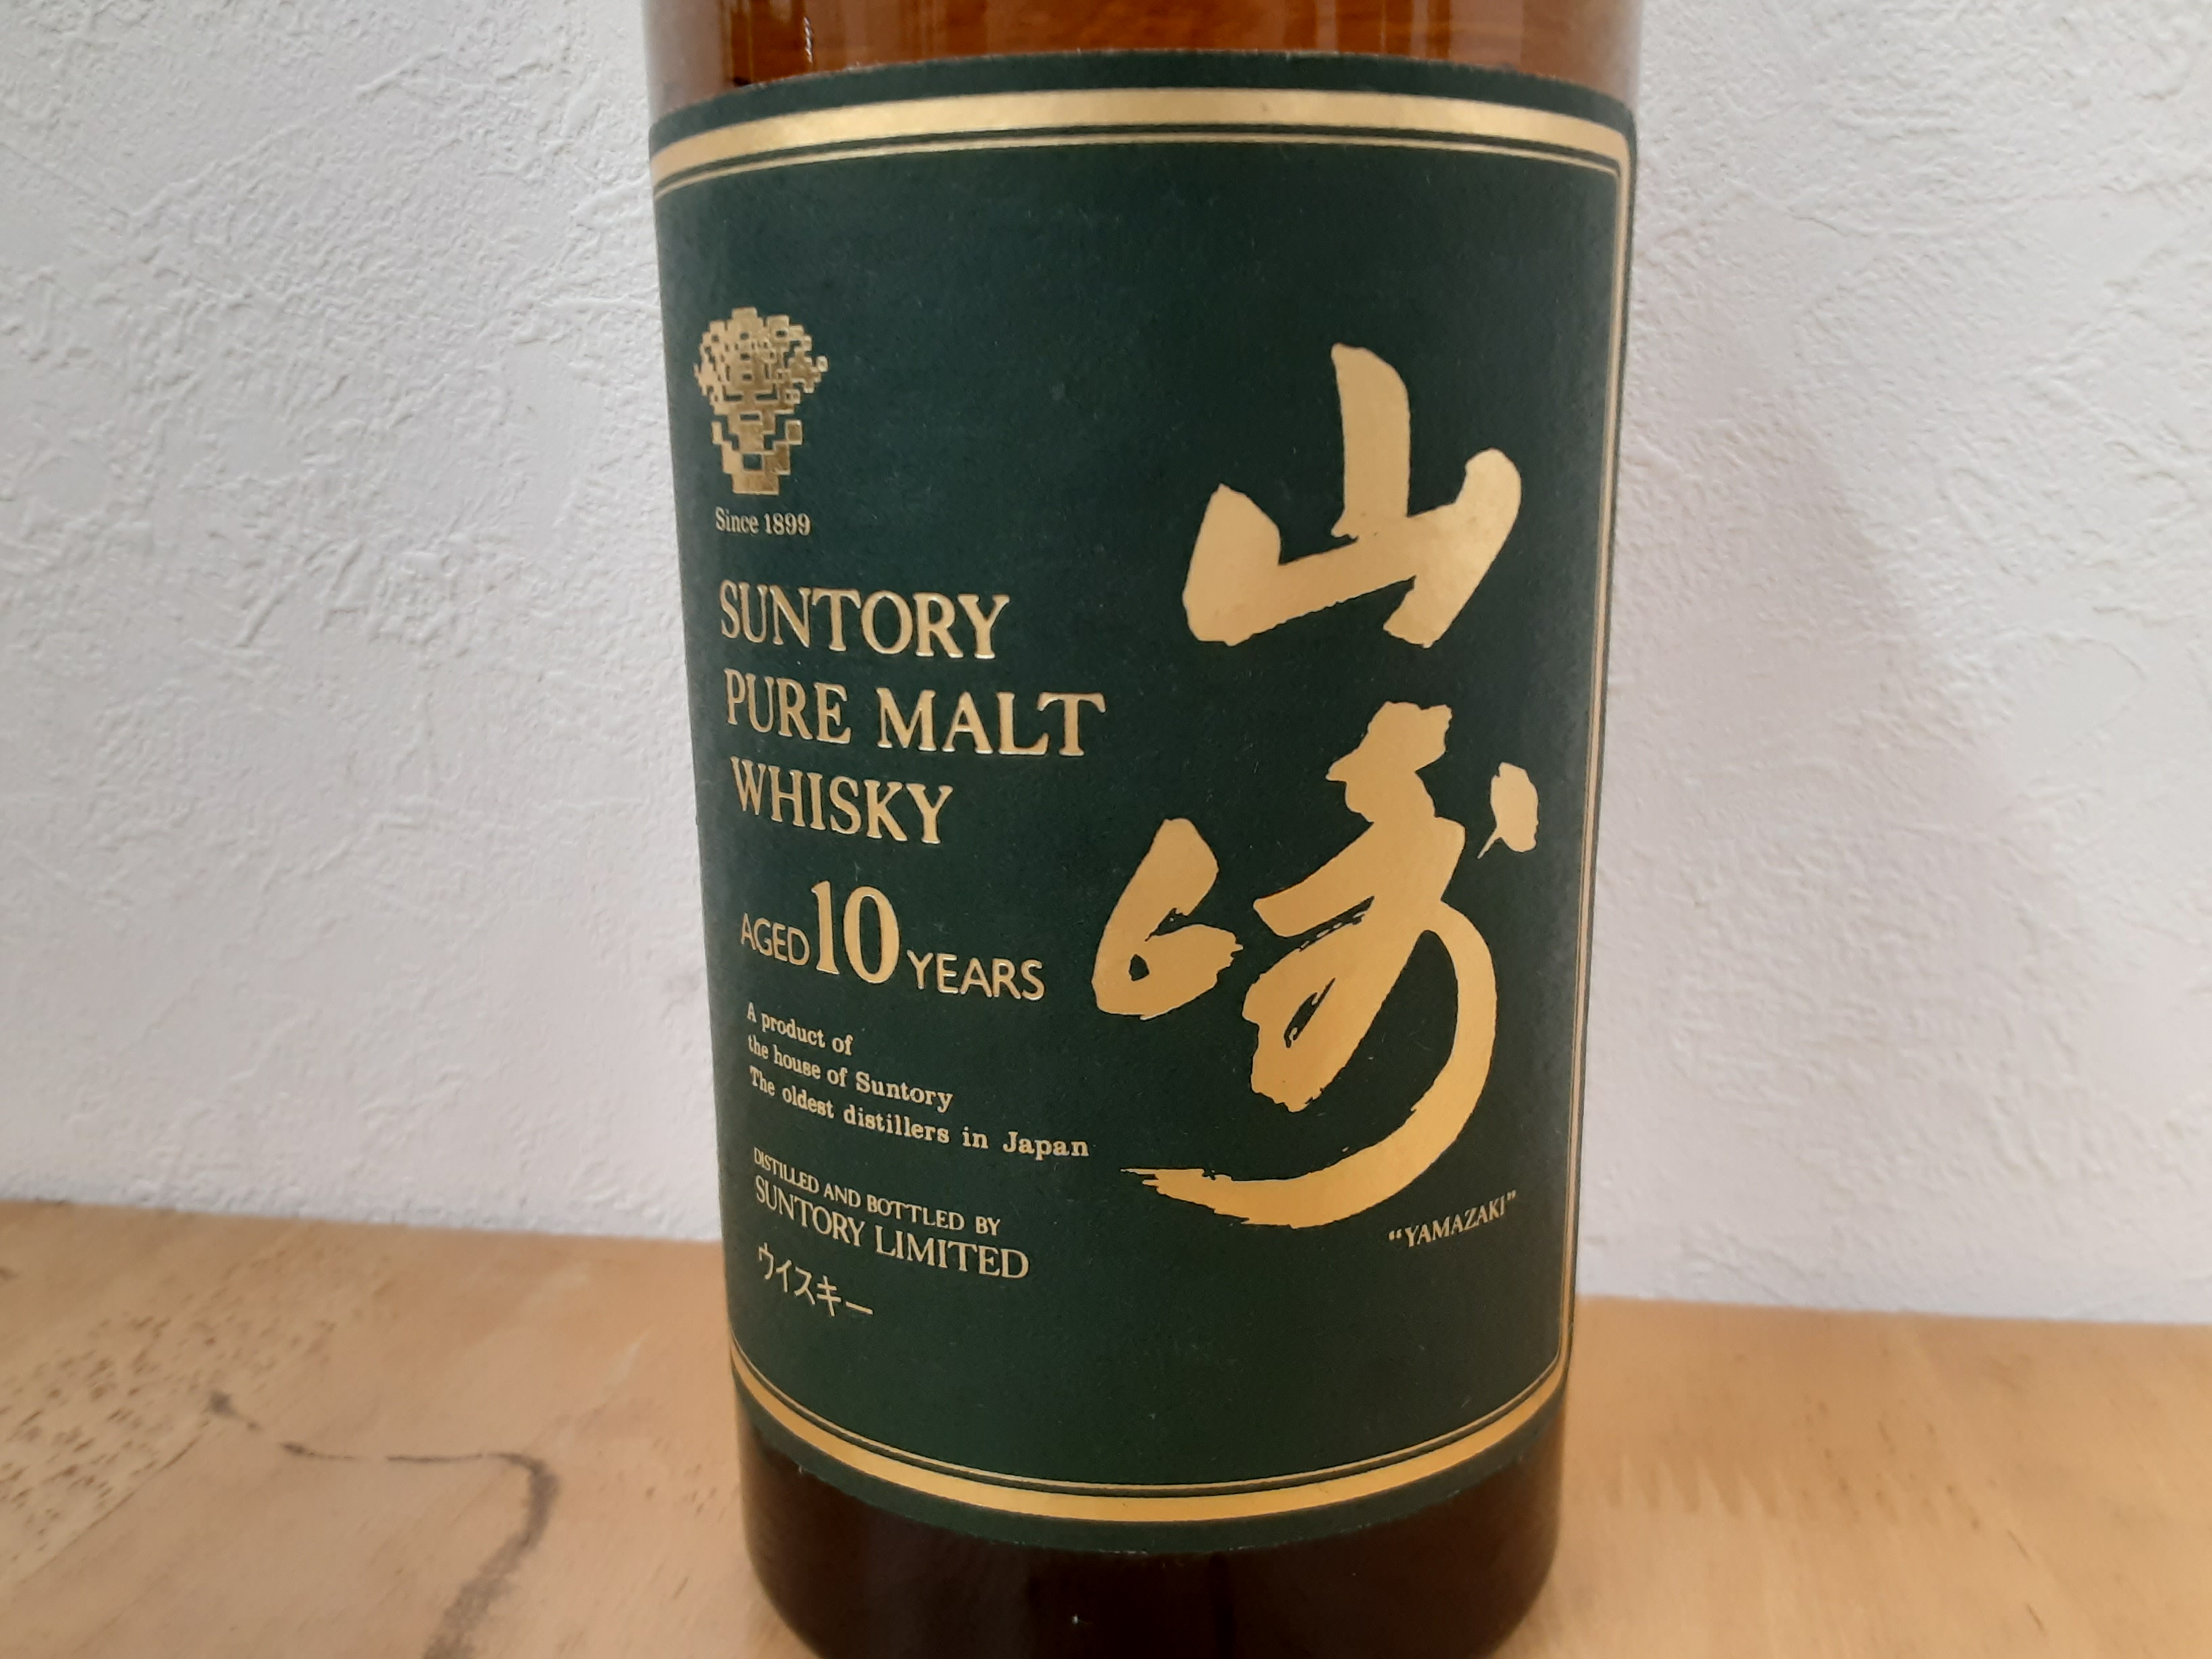 Since 1899
SUNTORY
PURE MALT
WHISKY
AGED 10 YEARS
A product of
the house of Suntory
The oldest distillers in Japan
DISTILLED AND BOTTLED BY
SUNTORY LIMITED
ウイスキー
山崎
“YAMAZAKI”